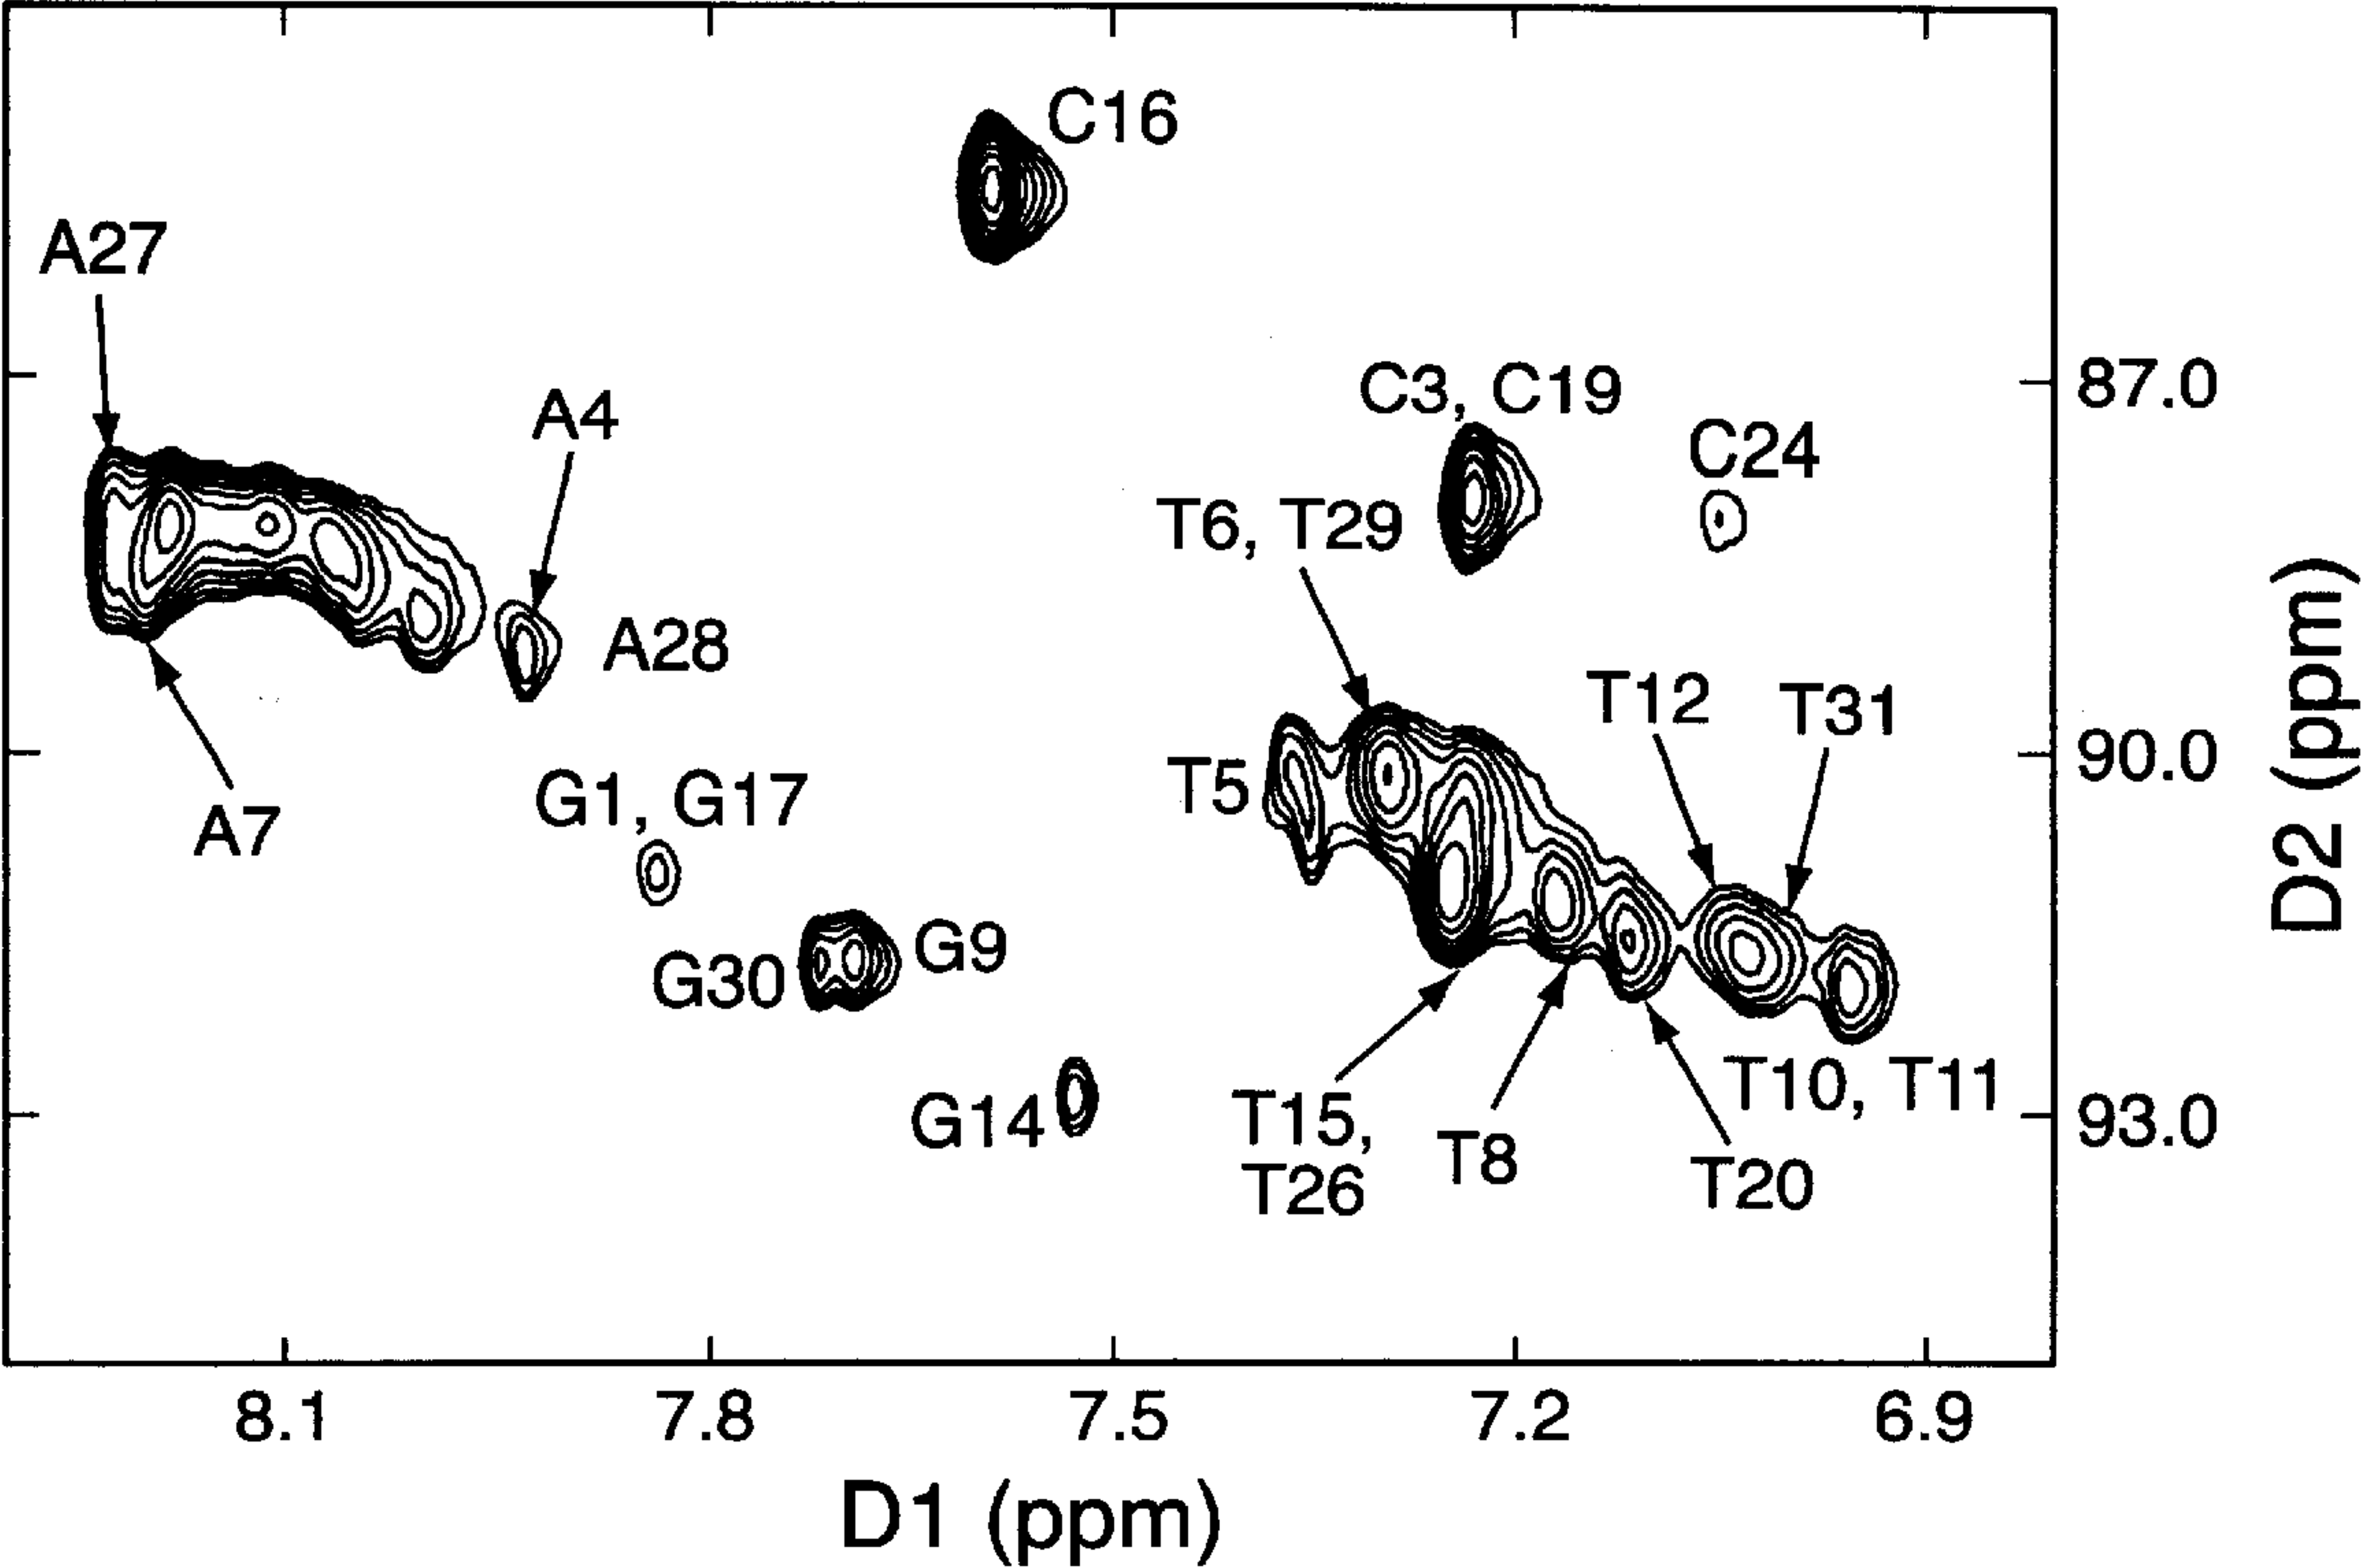 C16
A27
87.0
C3, C19
A4
C24
T6, T29
A28
T12
T31
90.0
T5
G1, G17
A7
D2 (ppm)
G9
G30
T10, T11
G14
T15,
T26
93.0
T8
T20
8.1 7.8 7.5 7.2 6.9
D1 (ppm)